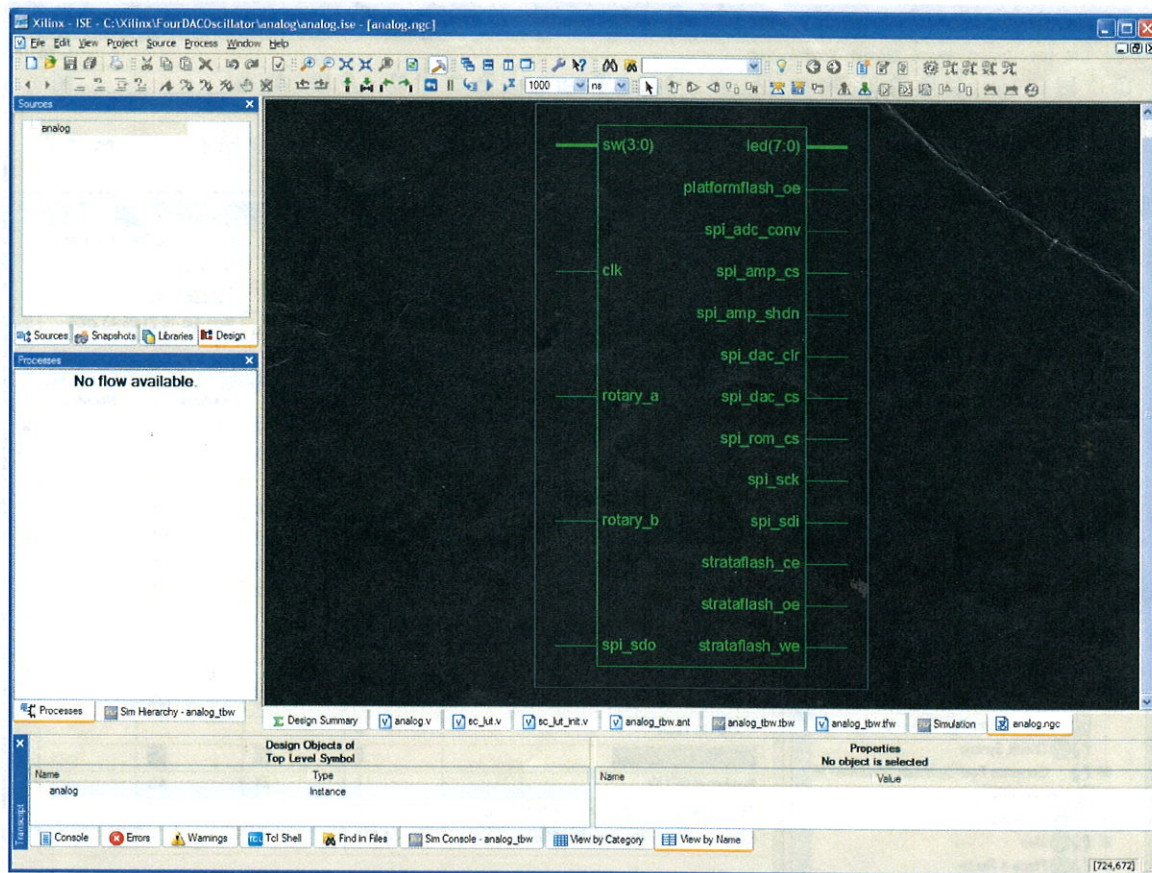 Xilinx - ISE - C:\Xilinx\FourDACOscillator\analog\analog.ise - [analog.ngc]
File Edit View Project Source Process Window Help
1000 ns
Sources
analog
Sources Snapshots Libraries Design
Processes
No flow available.
Processes Sim Hierarchy - analog_tbw
sw(3:0) led(7:0)
platformflash_oe
spi_adc_conv
clk spi_amp_cs
spi_amp_shdn
spi_dac_clr
rotary_a spi_dac_cs
spi_rom_cs
spi_sck
rotary_b spi_sdi
strataflash_ce
strataflash_oe
spi_sdo strataflash_we
Design Summary analog.v sc_lut.v sc_lut_init.v analog_tbw.ant analog_tbw.tbw analog_tbw.tfw Simulation analog.ngc
Transcript
Design Objects of
Top Level Symbol
Name Type
analog Instance
Properties
No object is selected
Name Value
Console Errors Warnings Tcl Shell Find in Files Sim Console - analog_tbw View by Category View by Name
[724,672]